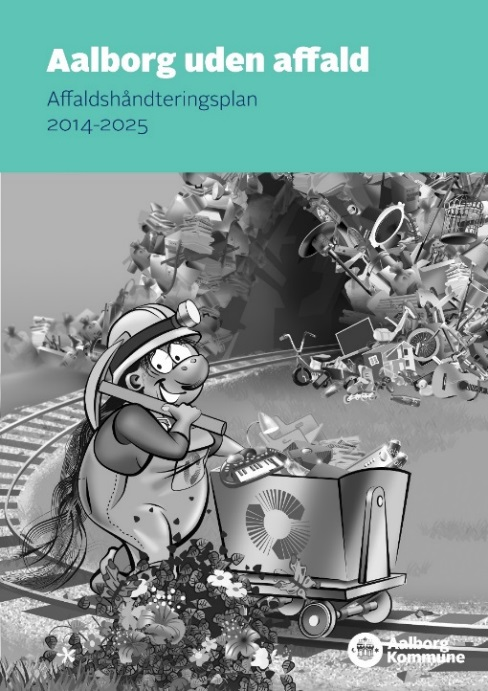 Aalborg uden affald
Affaldshåndteringsplan
2014-2025
Aalborg
Kommune